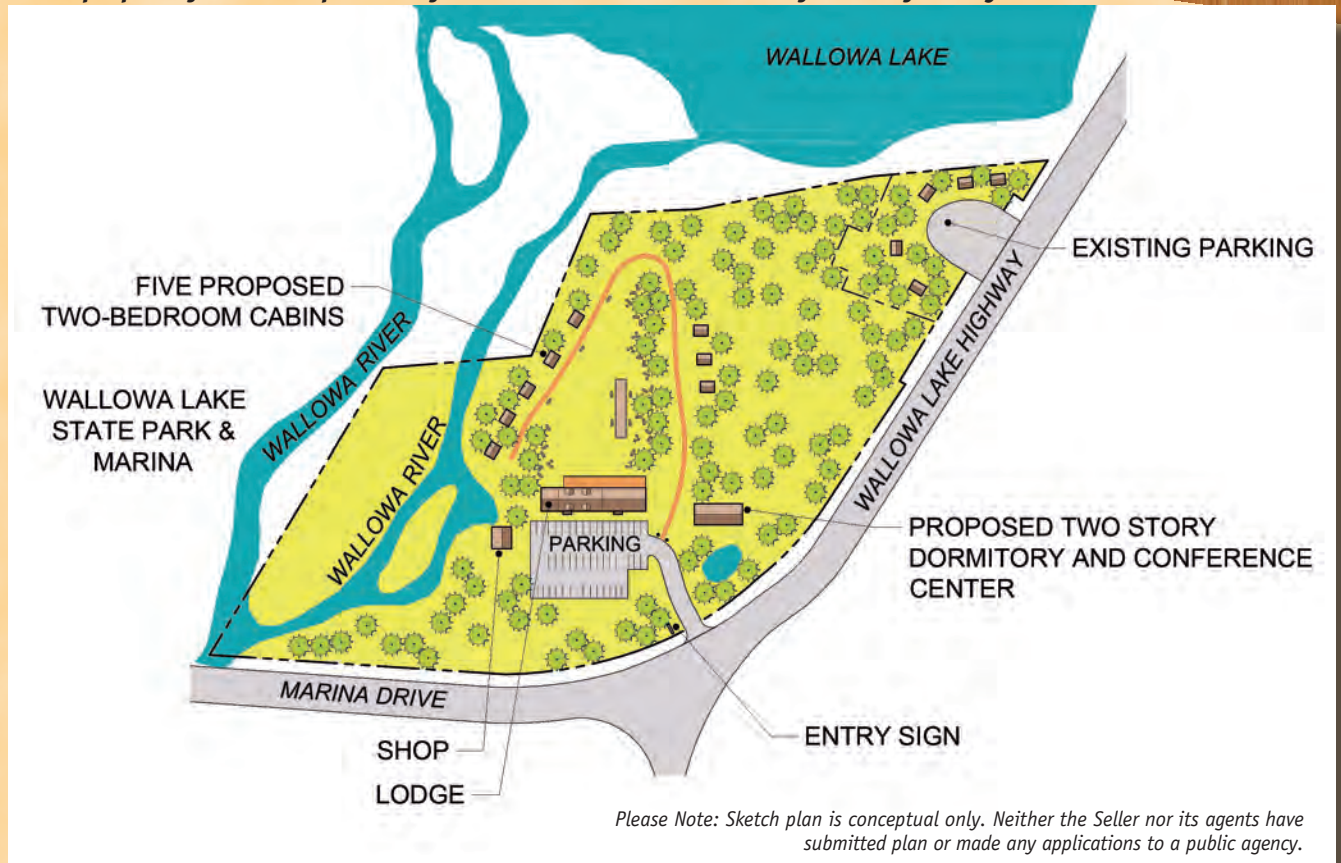 WALLOWA LAKE
EXISTING PARKING
FIVE PROPOSED
TWO-BEDROOM CABINS
WALLOWA RIVER
WALLOWA LAKE
STATE PARK &
MARINA
WALLOWA RIVER
WALLOWA LAKE HIGHWAY
PROPOSED TWO STORY
DORMITORY AND CONFERENCE
CENTER
PARKING
MARINA DRIVE
ENTRY SIGN
SHOP
LODGE
Please Note: Sketch plan is conceptual only. Neither the Seller nor its agents have
submitted plan or made any applications to a public agency.